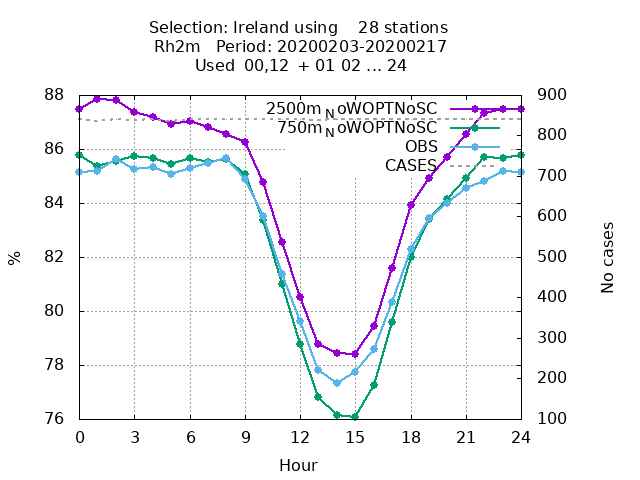 Selection: Ireland using    28 stations
Rh2m   Period: 20200203-20200217
Used  00,12  + 01 02 ... 24
88
900
2500m_NoWOPTNoSC
750m_NoWOPTNoSC
OBS
CASES
86
84
82
80
78
76
800
700
600
500
400
300
200
100
%
No cases
0 3 6 9 12 15 18 21 24
Hour